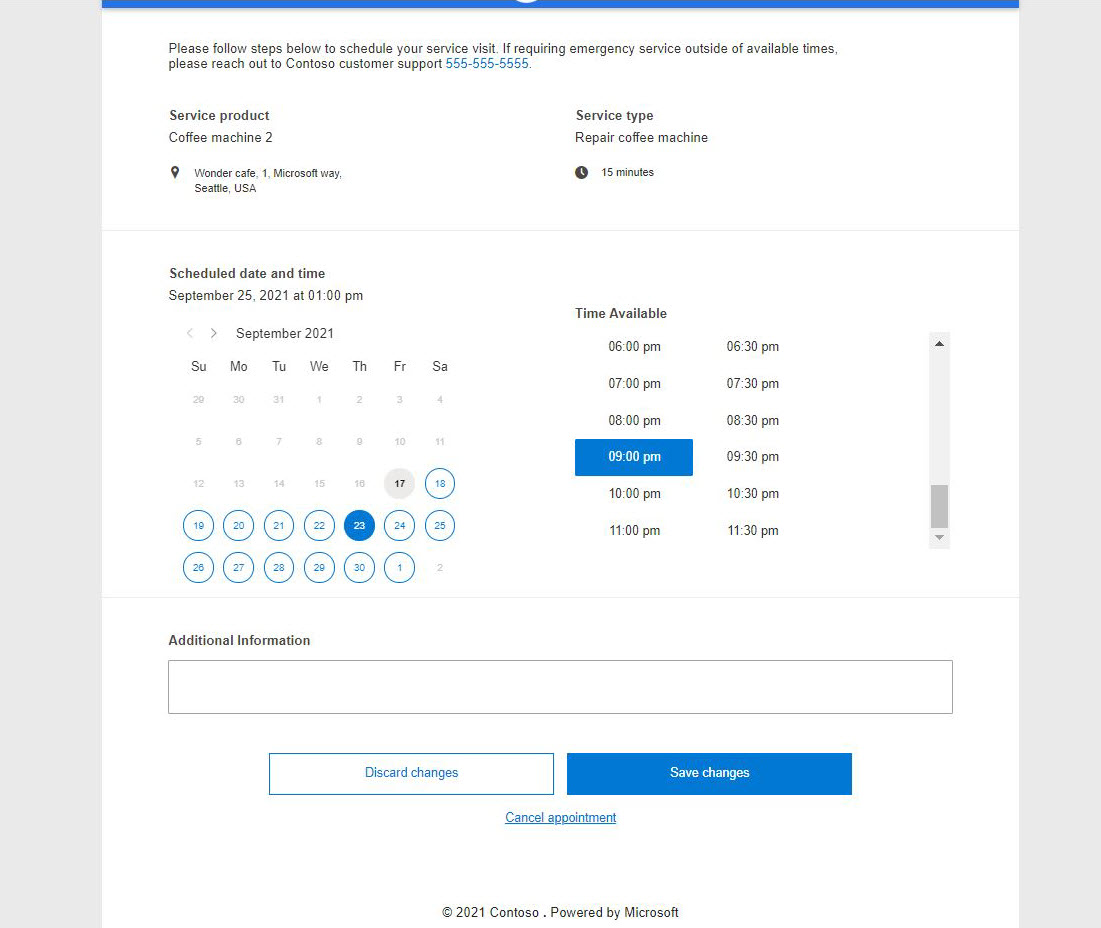 Please follow steps below to schedule your service visit. If requiring emergency service outside of available times,
please reach out to Contoso customer support 555-555-5555.
Service product
Coffee machine 2
Wonder cafe, 1, Microsoft way,
Seattle, USA
Service type
Repair coffee machine
15 minutes
Scheduled date and time
September 25, 2021 at 01:00 pm
September 2021
Su Mo Tu We Th Fr Sa
29 30 31 1 2 3 4
5 6 7 8 9 10 11
12 13 14 15 16 17 18
19 20 21 22 23 24 25
26 27 28 29 30 1 2
Time Available
06:00 pm 06:30 pm
07:00 pm 07:30 pm
08:00 pm 08:30 pm
09:00 pm 09:30 pm
10:00 pm 10:30 pm
11:00 pm 11:30 pm
Additional Information
Discard changes Save changes
Cancel appointment
© 2021 Contoso . Powered by Microsoft